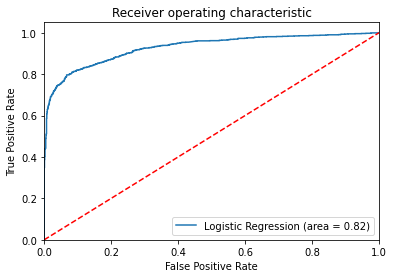 Receiver operating characteristic
True Positive Rate
1.0
0.8
0.6
0.4
0.2
0.0
Logistic Regression (area = 0.82)
0.0 0.2 0.4 0.6 0.8 1.0
False Positive Rate